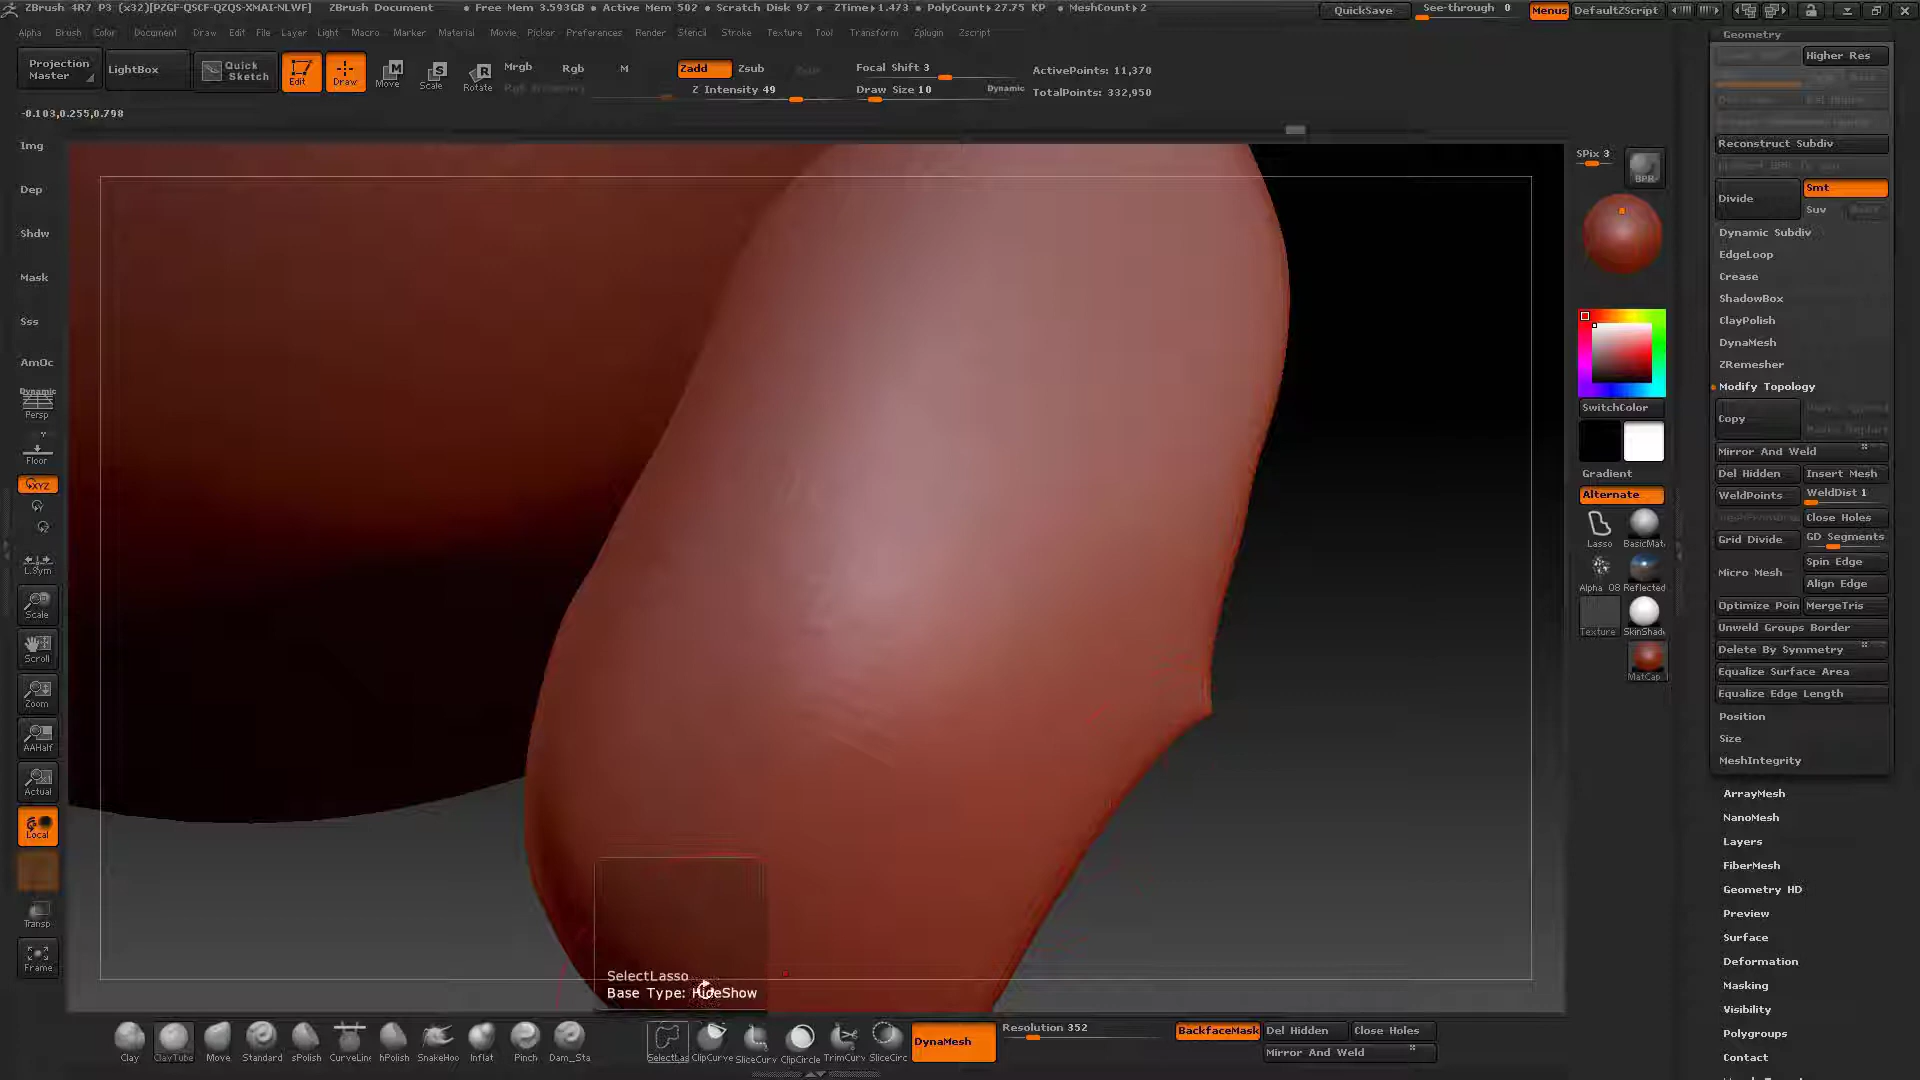 ZBrush 4R7 P3 (x32)[PZGF-QSCF-QZQS-XMAI-NLWF] ZBrush Document • Free Mem 3.593GB • Active Mem 502 • Scratch Disk 97 • ZTime▸1.473 • PolyCount▸27.75 KP • MeshCount▸2 QuickSave See-through 0 Menus DefaultZScript
Alpha Brush Color Document Draw Edit File Layer Light Macro Marker Material Movie Picker Preferences Render Stencil Stroke Texture Tool Transform Zplugin Zscript
Projection Master
LightBox
Quick Sketch
Edit
Draw
Move
Scale
Rotate
Mrgb Rgb M
Zadd Zsub
Z Intensity 49
Focal Shift 3
Draw Size 10
Dynamic
ActivePoints: 11,370
TotalPoints: 332,950
-0.103,0.255,0.798
Img
Dep
Shdw
Mask
Sss
AmOc
Dynamic
Persp
Floor
XYZ
L.Sym
Scale
Scroll
Zoom
AAHalf
Actual
Local
Transp
Frame
SelectLasso
Base Type: HideShow
SPix 3
BPR
SwitchColor
Gradient
Alternate
Lasso BasicMat
Alpha 08 Reflected
Texture SkinShad
MatCap
Geometry
Higher Res
Reconstruct Subdiv
Divide
Smt
Suv
Dynamic Subdiv
EdgeLoop
Crease
ShadowBox
ClayPolish
DynaMesh
ZRemesher
Modify Topology
Copy
Mirror And Weld
Del Hidden Insert Mesh
WeldPoints WeldDist 1
Close Holes
Grid Divide GD Segments
Micro Mesh Spin Edge
Align Edge
Optimize Poin MergeTris
Unweld Groups Border
Delete By Symmetry
Equalize Surface Area
Equalize Edge Length
Position
Size
MeshIntegrity
ArrayMesh
NanoMesh
Layers
FiberMesh
Geometry HD
Preview
Surface
Deformation
Masking
Visibility
Polygroups
Contact
Clay ClayTube Move Standard sPolish CurveLine hPolish SnakeHoo Inflat Pinch Dam_Sta
SelectLas ClipCurve SliceCurv ClipCircle TrimCurv SliceCirc
DynaMesh
Resolution 352
BackfaceMask Del Hidden Close Holes
Mirror And Weld